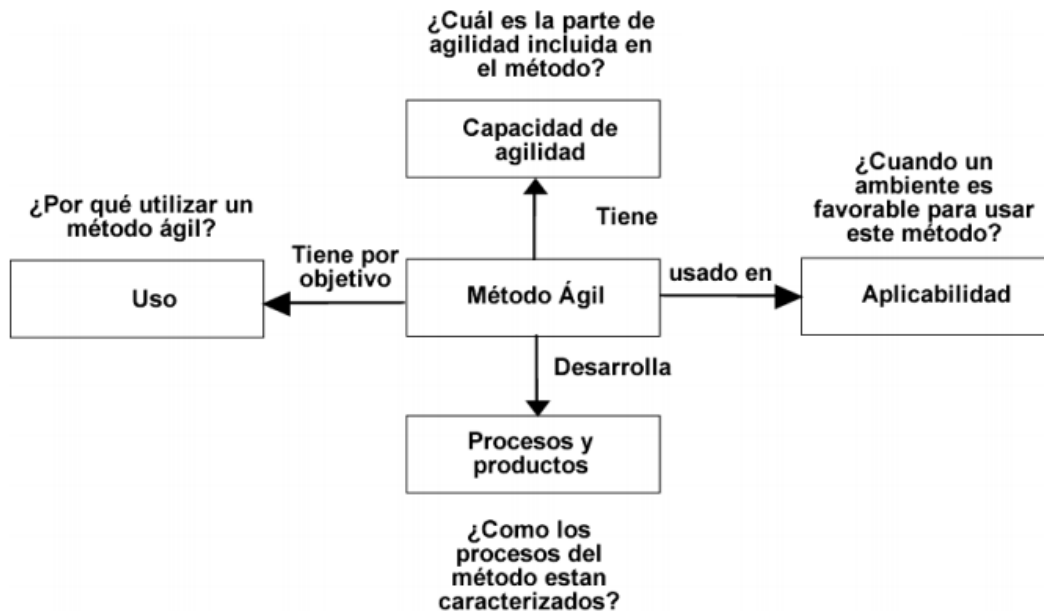 ¿Cuál es la parte de
agilidad incluida en
el método?
Capacidad de
agilidad
¿Cuando un
ambiente es
favorable para usar
este método?
¿Por qué utilizar un
método ágil?
Tiene
Tiene por
objetivo
usado en
Uso
Método Ágil
Aplicabilidad
Desarrolla
Procesos y
productos
¿Como los
procesos del
método estan
caracterizados?